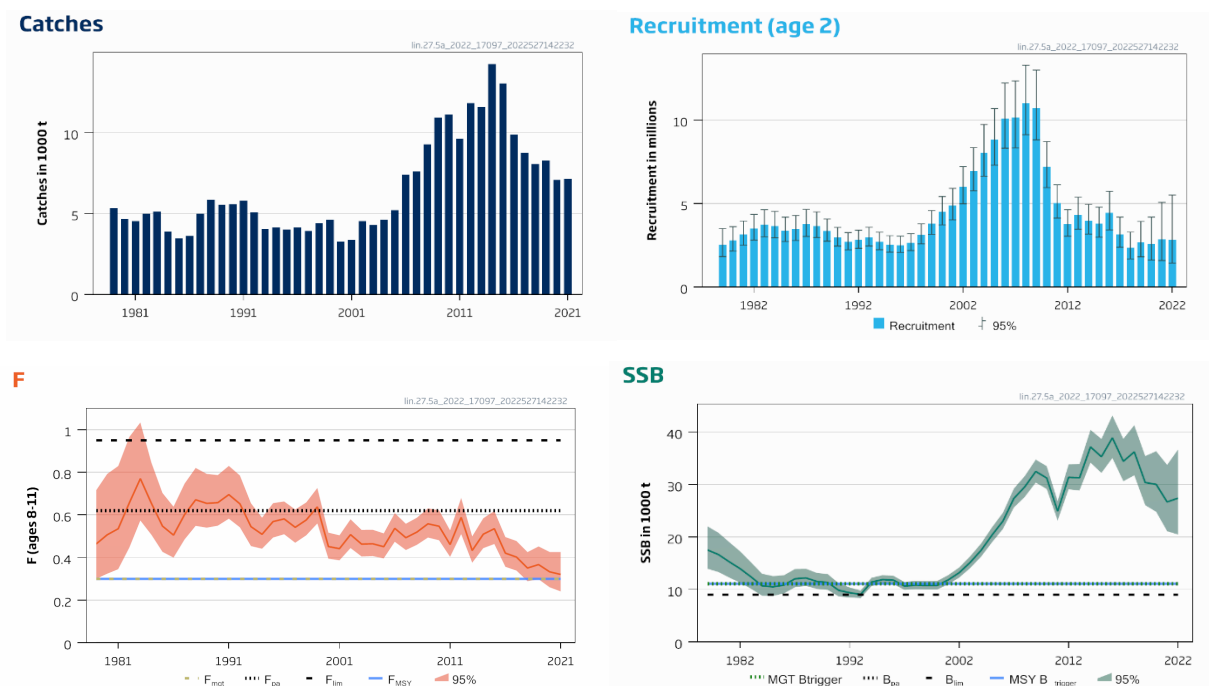 Catches
lin.27.5a_2022_17097_2022527142232
Catches in 1000 t
10
5
0
1981 1991 2001 2011 2021
Recruitment (age 2)
lin.27.5a_2022_17097_2022527142232
Recruitment in millions
10
5
0
1982 1992 2002 2012 2022
Recruitment 95%
F
lin.27.5a_2022_17097_2022527142232
F(ages 8-11)
1
0.8
0.6
0.4
0.2
0
1981 1991 2001 2011 2021
Fpa Flim FMSY 95%
SSB
lin.27.5a_2022_17097_2022527142232
SSB in 1000t
40
30
20
10
0
1982 1992 2002 2012 2022
MGT Btrigger Bpa Blim MSY Btrigger 95%